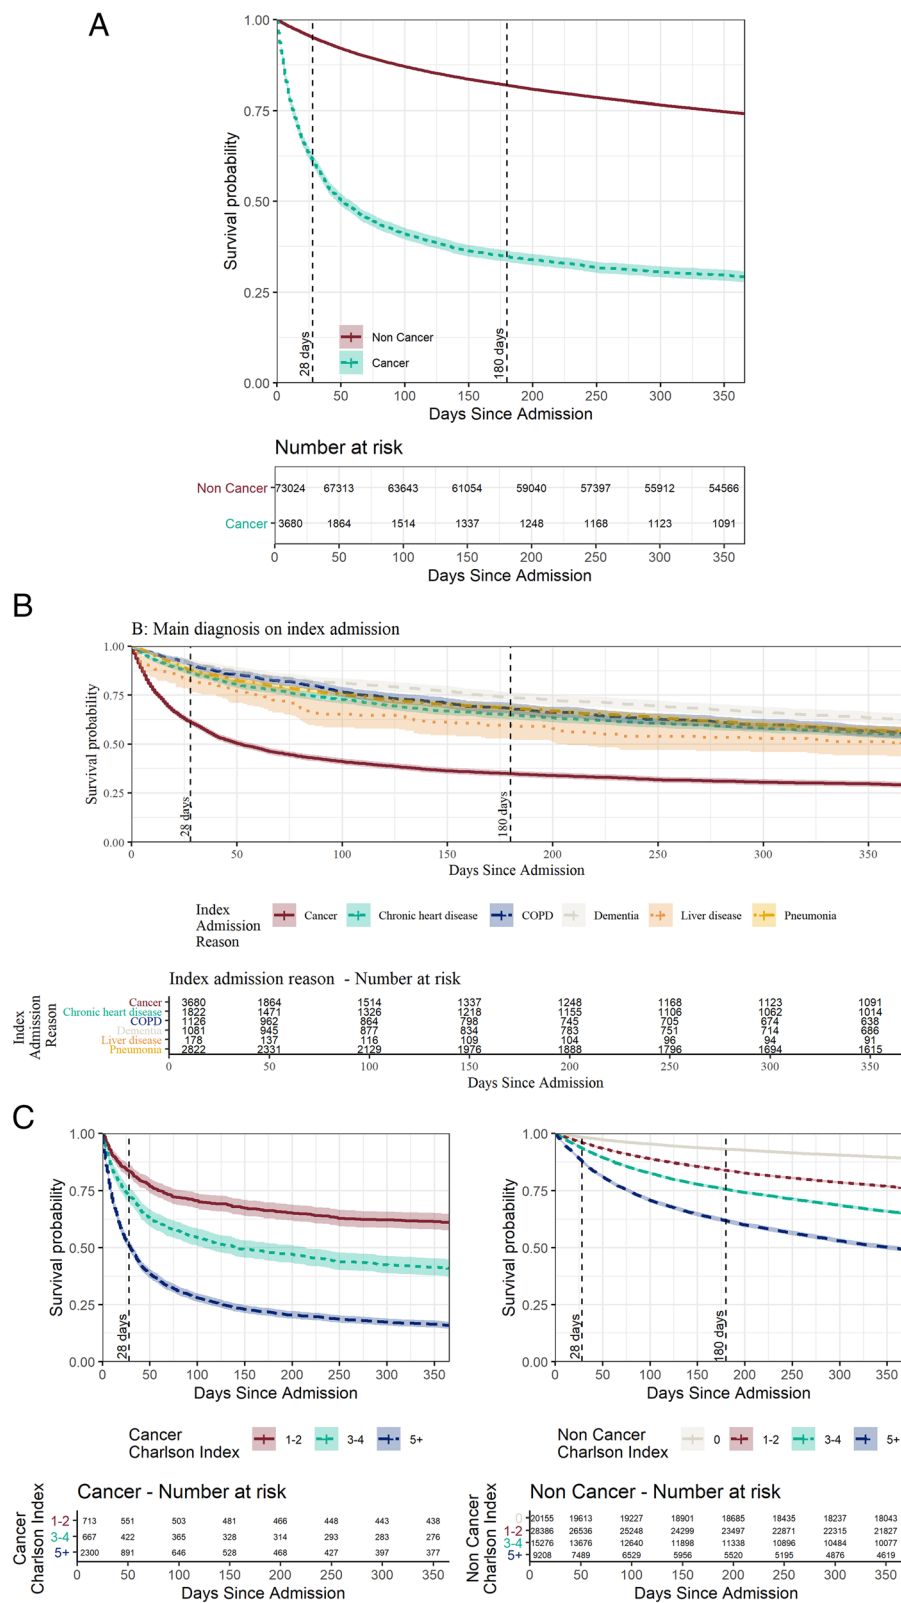 A
Survival probability
1.00
0.75
0.50
0.25
0.00
28 days
180 days
Non Cancer
Cancer
0 50 100 150 200 250 300 350
Days Since Admission
Number at risk
Non Cancer 73024 67313 63643 61054 59040 57397 55912 54566
Cancer 3680 1864 1514 1337 1248 1168 1123 1091
0 50 100 150 200 250 300 350
Days Since Admission
B
B: Main diagnosis on index admission
Survival probability
1.00
0.75
0.50
0.25
0.00
28 days
180 days
0 50 100 150 200 250 300 350
Days Since Admission
Index
Admission
Reason
Cancer Chronic heart disease COPD Dementia Liver disease Pneumonia
Index admission reason - Number at risk
Index
Admission
Reason
Cancer 3680 1864 1514 1337 1248 1168 1123 1091
Chronic heart disease 1822 1471 1326 1218 1155 1106 1062 1014
COPD 1126 962 864 798 745 705 674 638
Dementia 1081 945 877 834 783 751 714 686
Liver disease 178 137 116 109 104 96 94 91
Pneumonia 2822 2331 2129 1976 1888 1796 1694 1615
0 50 100 150 200 250 300 350
Days Since Admission
C
Survival probability
1.00
0.75
0.50
0.25
0.00
28 days
0 50 100 150 200 250 300 350
Days Since Admission
Cancer
Charlson Index
1-2 3-4 5+
Cancer - Number at risk
Cancer
Charlson Index
1-2 713 551 503 481 466 448 443 438
3-4 667 422 365 328 314 293 283 276
5+ 2300 891 646 528 468 427 397 377
0 50 100 150 200 250 300 350
Days Since Admission
Survival probability
1.00
0.75
0.50
0.25
0.00
28 days
180 days
0 50 100 150 200 250 300 350
Days Since Admission
Non Cancer
Charlson Index
0 1-2 3-4 5+
Non Cancer - Number at risk
Non Cancer
Charlson Index
0 20155 19613 19227 18901 18685 18435 18237 18043
1-2 28386 26536 25248 24299 23497 22871 22315 21827
3-4 15276 13676 12640 11898 11338 10896 10484 10077
5+ 9208 7489 6529 5956 5520 5195 4876 4619
0 50 100 150 200 250 300 350
Days Since Admission